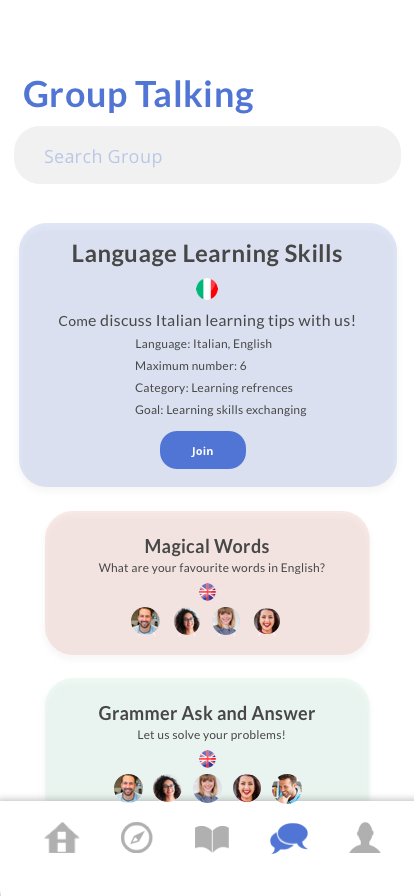 Group Talking
Search Group
Language Learning Skills
Come discuss Italian learning tips with us!
Language: Italian, English
Maximum number: 6
Category: Learning refrences
Goal: Learning skills exchanging
Join
Magical Words
What are your favourite words in English?
Grammer Ask and Answer
Let us solve your problems!